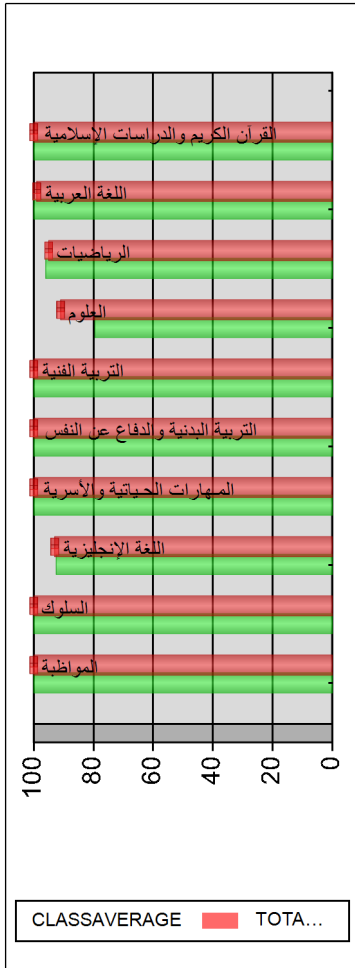 القرآن الكريم والدراسات الإسلامية
اللغة العربية
الرياضيات
العلوم
التربية الفنية
التربية البدنية والدفاع عن النفس
المهارات الحياتية والأسرية
اللغة الإنجليزية
السلوك
المواظبة
100 80 60 40 20 0
CLASSAVERAGE TOTA...